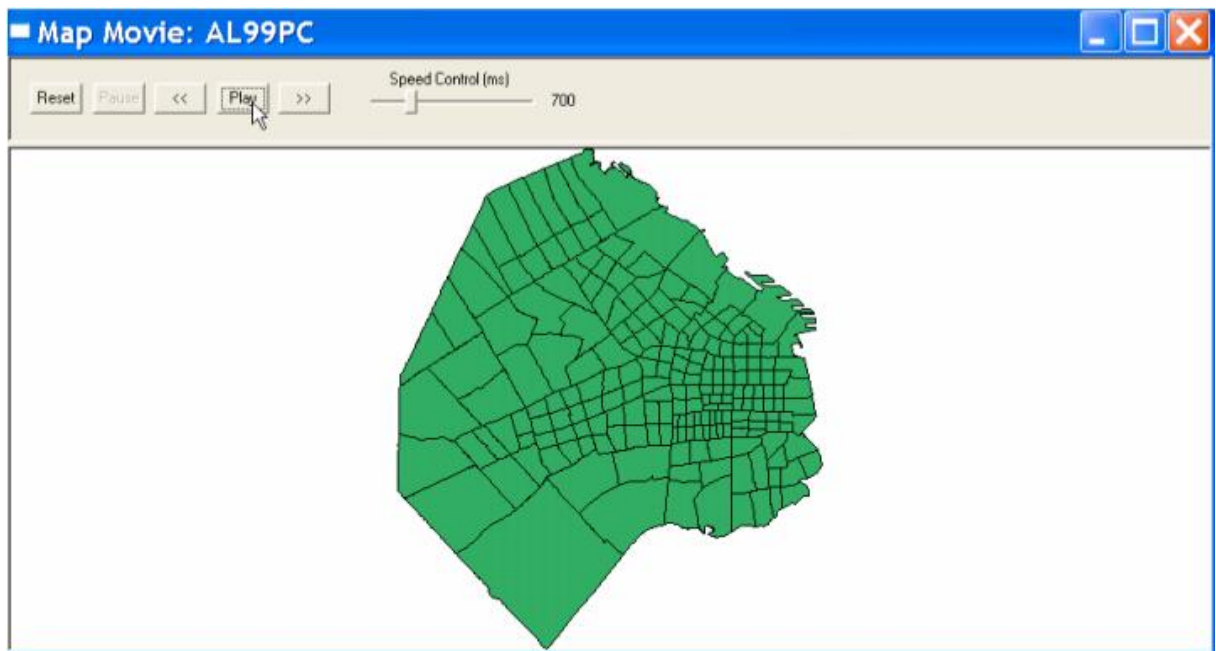 Map Movie: AL99PC
Speed Control (ms)
Reset Pause << Play >> 700